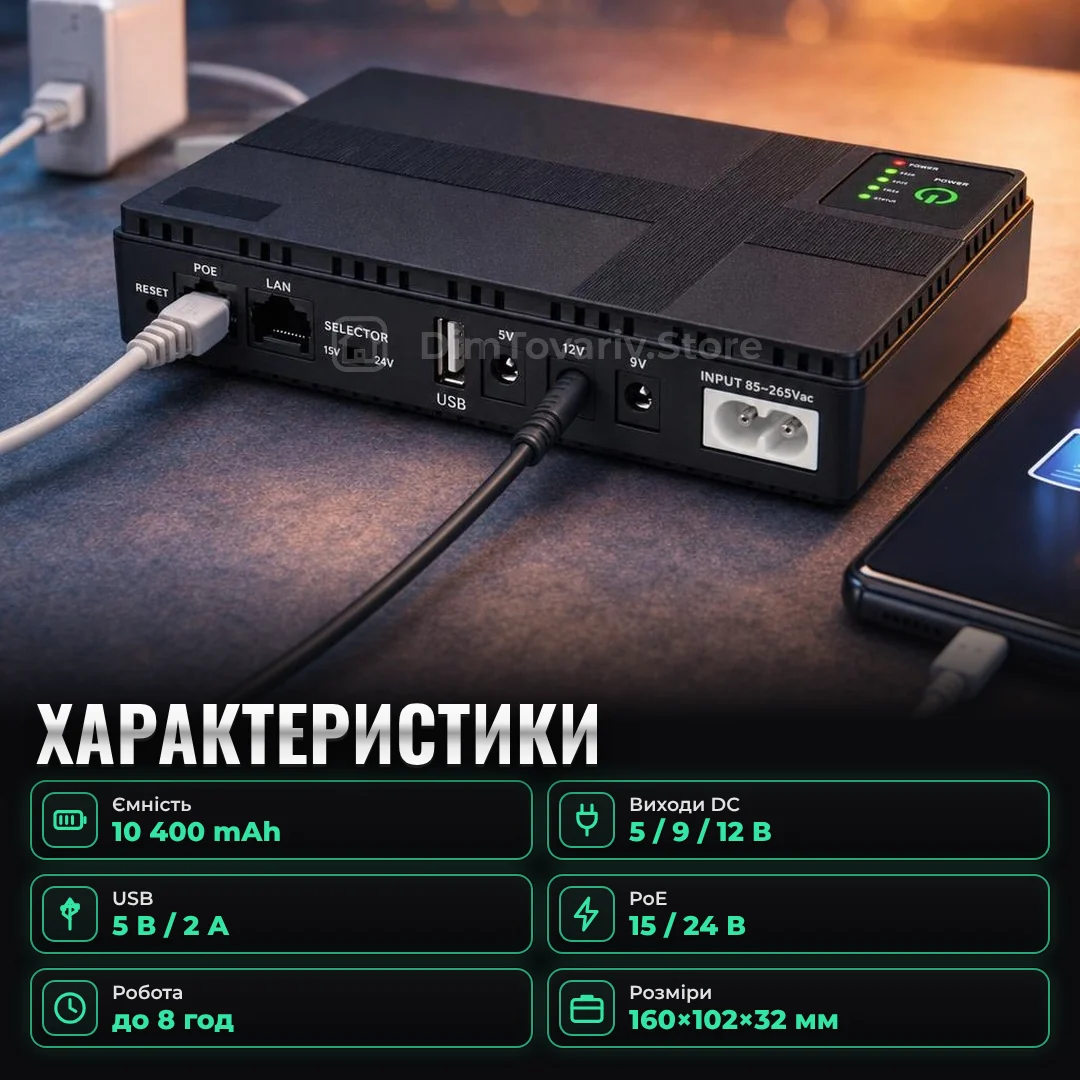 POWER
POWER
STATUS
POE
RESET
LAN
SELECTOR
15V
24V
USB
5V
12V
9V
INPUT 85~265Vac
DimTovariv.Store
ХАРАКТЕРИСТИКИ
Ємність
10 400 mAh
Виходи DC
5 / 9 / 12 В
USB
5 В / 2 А
PoE
15 / 24 В
Робота
до 8 год
Розміри
160×102×32 мм